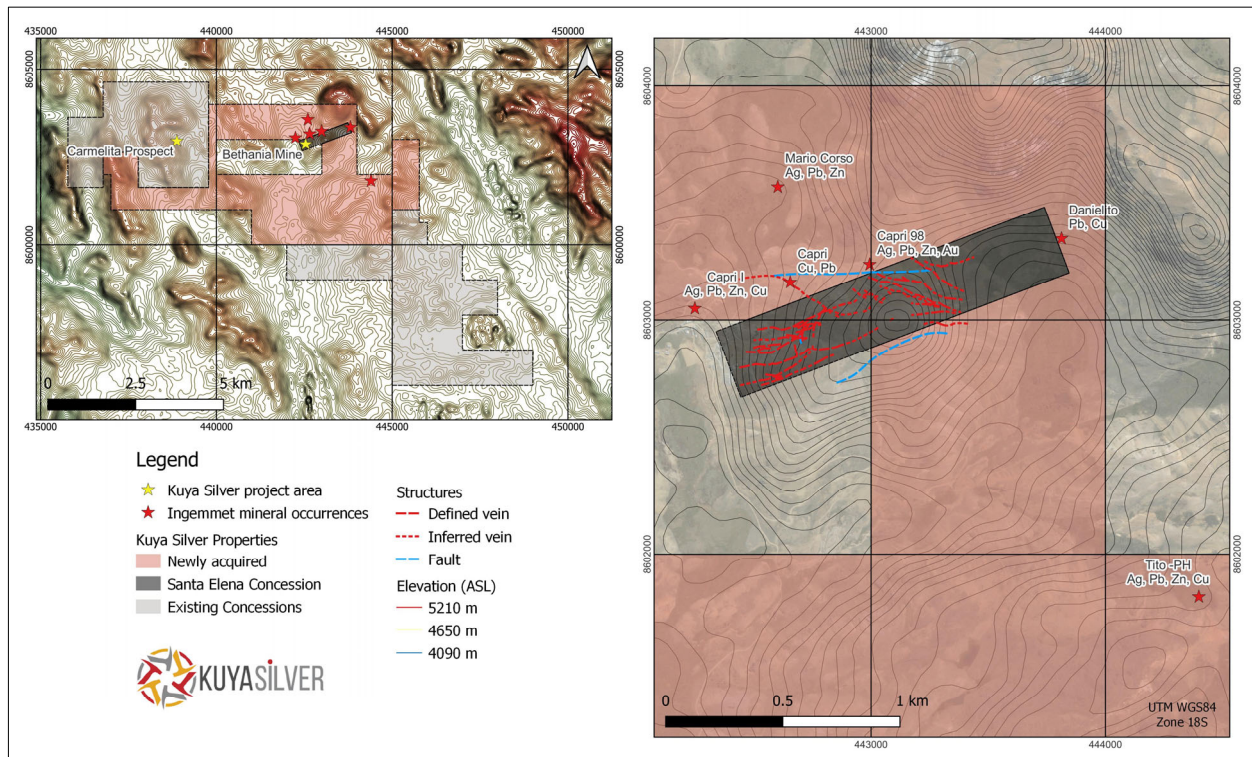 435000
440000
445000
450000
8605000
8605000
Carmelita Prospect
Bethania Mine
8600000
8600000
0
2.5
5 km
435000
440000
445000
450000
Legend
Kuya Silver project area
Ingemmet mineral occurrences
Kuya Silver Properties
Newly acquired
Santa Elena Concession
Existing Concessions
Structures
Defined vein
Inferred vein
Fault
Elevation (ASL)
5210 m
4650 m
4090 m
KUYASILVER
443000
444000
8604000
8604000
Mario Corso
Ag, Pb, Zn
Danielito
Pb, Cu
Capri 98
Ag, Pb, Zn, Au
Capri
Cu, Pb
Capri I
Ag, Pb, Zn, Cu
8603000
8603000
8602000
8602000
Tito -PH
Ag, Pb, Zn, Cu
0
0.5
1 km
UTM WGS84
Zone 18S
443000
444000